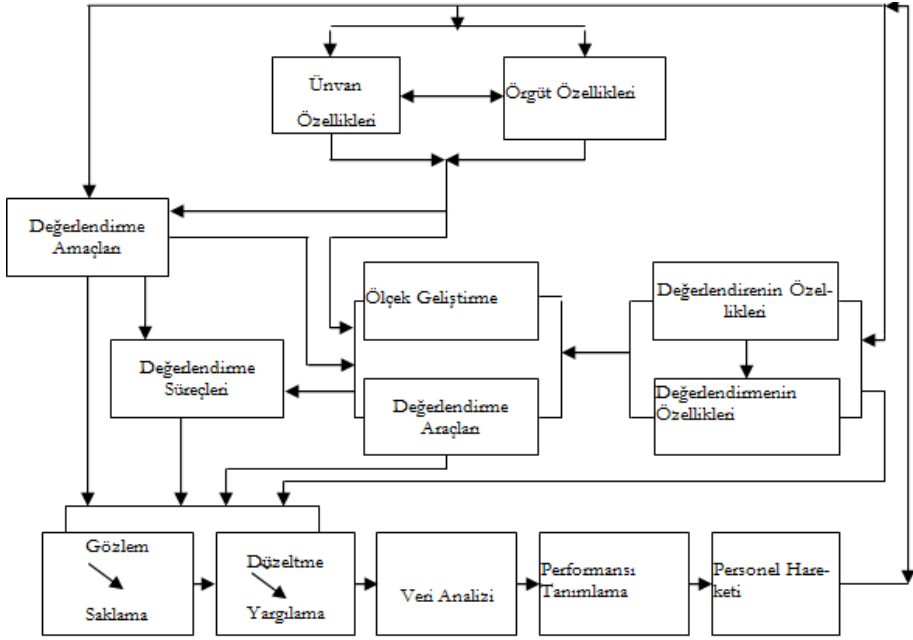 Ünvan
Özellikleri
Örgüt Özellikleri
Değerlendirme
Amaçları
Ölçek Geliştirme
Değerlendirenin Özel-
likleri
Değerlendirme
Süreçleri
Değerlendirme
Araçları
Değerlendirmenin
Özellikleri
Gözlem
Saklama
Düzeltme
Yargılama
Veri Analizi
Performansı
Tanımlama
Personel Hare-
keti